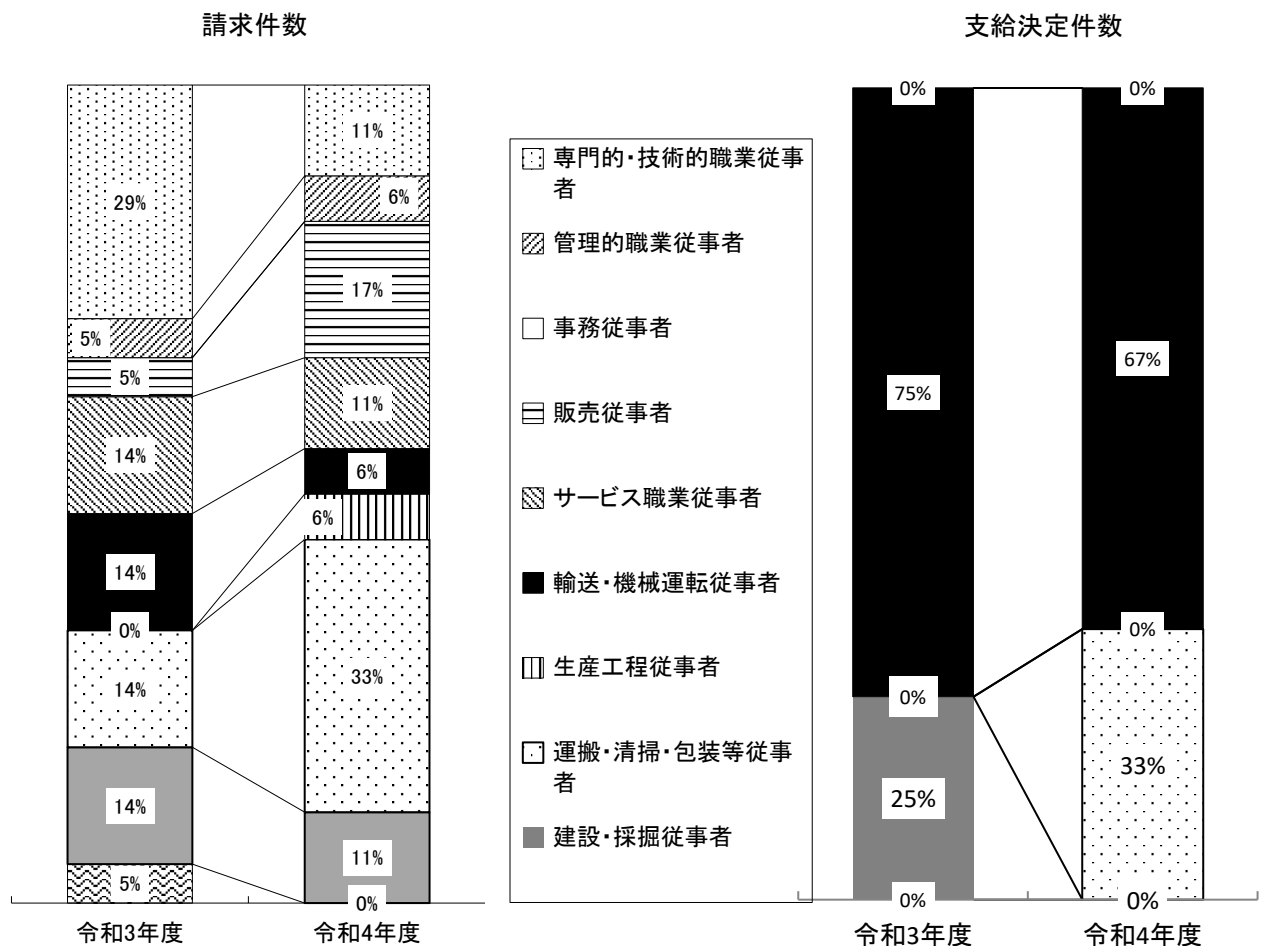 請求件数
29%
5%
5%
14%
14%
0%
14%
14%
5%
令和3年度
11%
6%
17%
11%
6%
6%
33%
11%
0%
令和4年度
専門的・技術的職業従事
者
管理的職業従事者
事務従事者
販売従事者
サービス職業従事者
輸送・機械運転従事者
生産工程従事者
運搬・清掃・包装等従事
者
建設・採掘従事者
支給決定件数
0%
75%
0%
25%
0%
令和3年度
0%
67%
0%
33%
0%
令和4年度